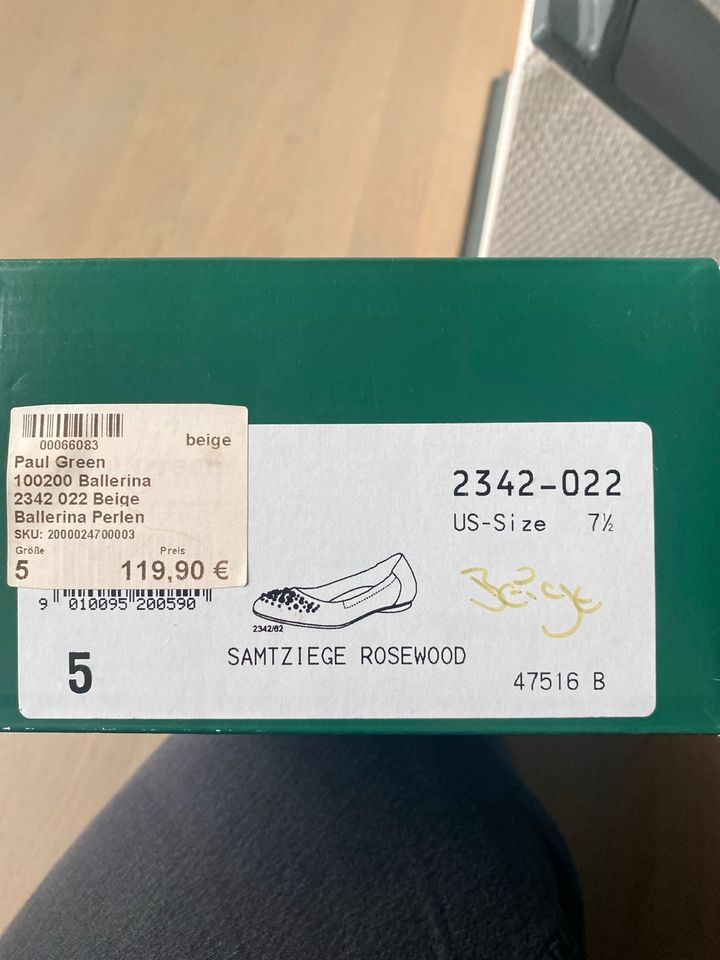 00066083 beige
Paul Green
100200 Ballerina
2342 022 Beige
Ballerina Perlen
SKU: 2000024700003
Größe Preis
5 119,90 €
9 010095 200590
5
2342-022
US-Size 7½
Beige
2342/62
SAMTZIEGE ROSEWOOD
47516 B